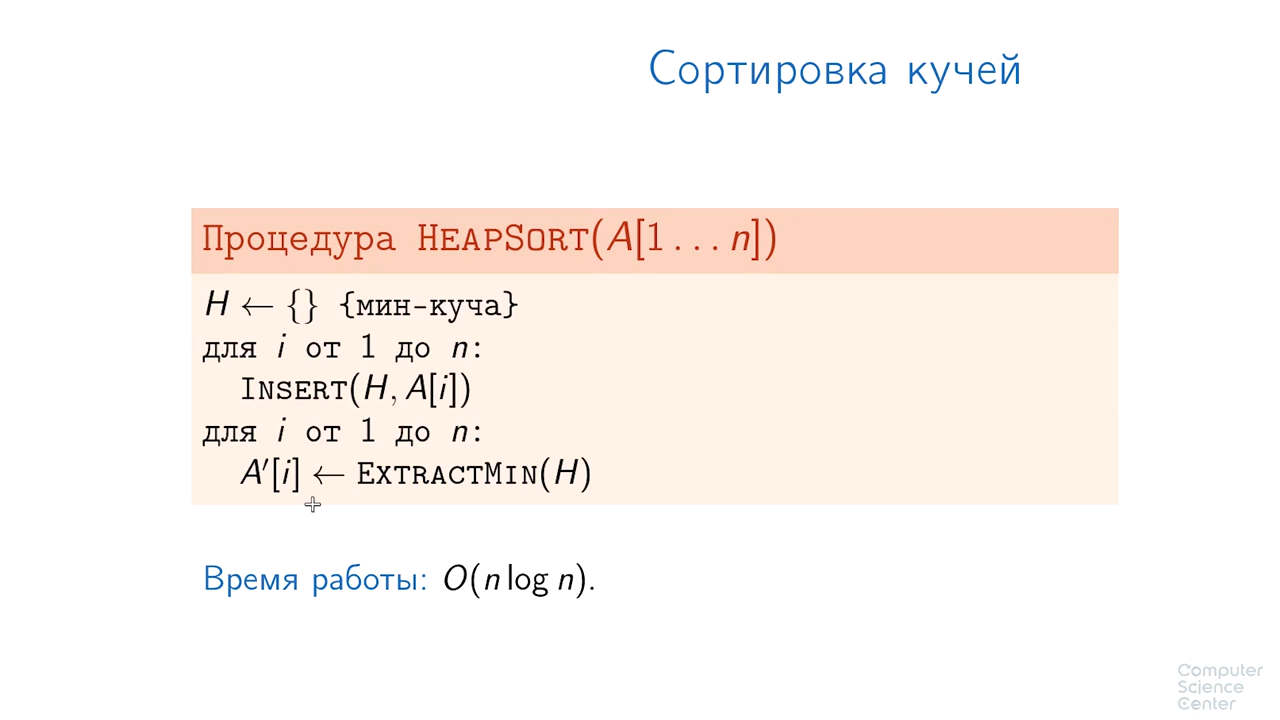 Сортировка кучей
Процедура HEAPSORT(A[1 . . . n])
H ← {} {мин-куча}
для i от 1 до n:
INSERT(H, A[i])
для i от 1 до n:
A′[i] ← EXTRACTMIN(H)
Время работы: O(n log n).
Computer
Science
Center